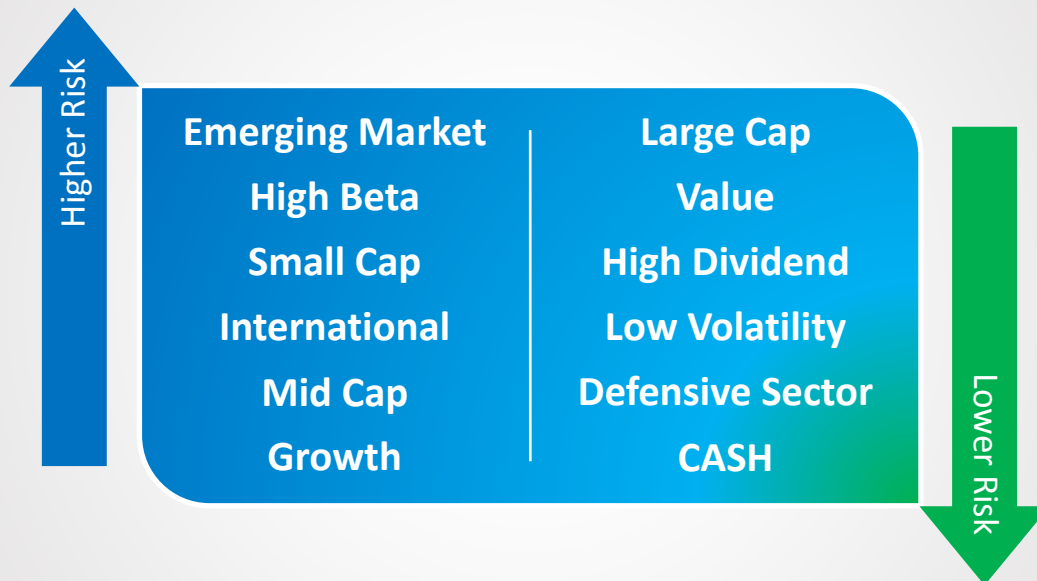 Higher Risk
Emerging Market
High Beta
Small Cap
International
Mid Cap
Growth
Large Cap
Value
High Dividend
Low Volatility
Defensive Sector
CASH
Lower Risk